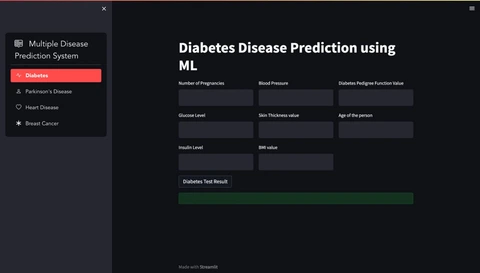 Multiple Disease
Prediction System
Diabetes
Parkinson's Disease
Heart Disease
Breast Cancer
Diabetes Disease Prediction using
ML
Number of Pregnancies
Blood Pressure
Diabetes Pedigree Function Value
Glucose Level
Skin Thickness value
Age of the person
Insulin Level
BMI value
Diabetes Test Result
Made with Streamlit